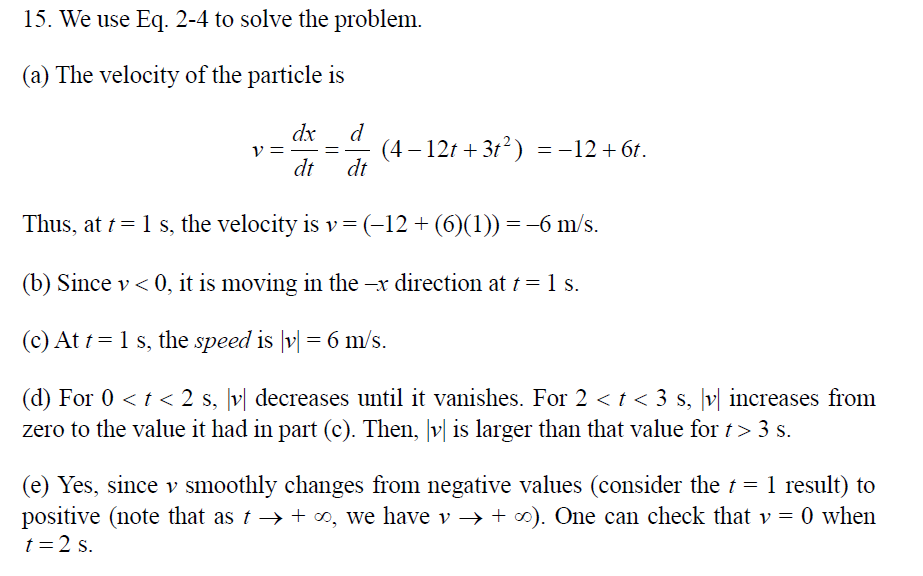 15. We use Eq. 2-4 to solve the problem.
(a) The velocity of the particle is
v = dx/dt = d/dt (4 – 12t + 3t²) = –12 + 6t.
Thus, at t = 1 s, the velocity is v = (–12 + (6)(1)) = –6 m/s.
(b) Since v < 0, it is moving in the –x direction at t = 1 s.
(c) At t = 1 s, the speed is |v| = 6 m/s.
(d) For 0 < t < 2 s, |v| decreases until it vanishes. For 2 < t < 3 s, |v| increases from
zero to the value it had in part (c). Then, |v| is larger than that value for t > 3 s.
(e) Yes, since v smoothly changes from negative values (consider the t = 1 result) to
positive (note that as t → + ∞, we have v → + ∞). One can check that v = 0 when
t = 2 s.